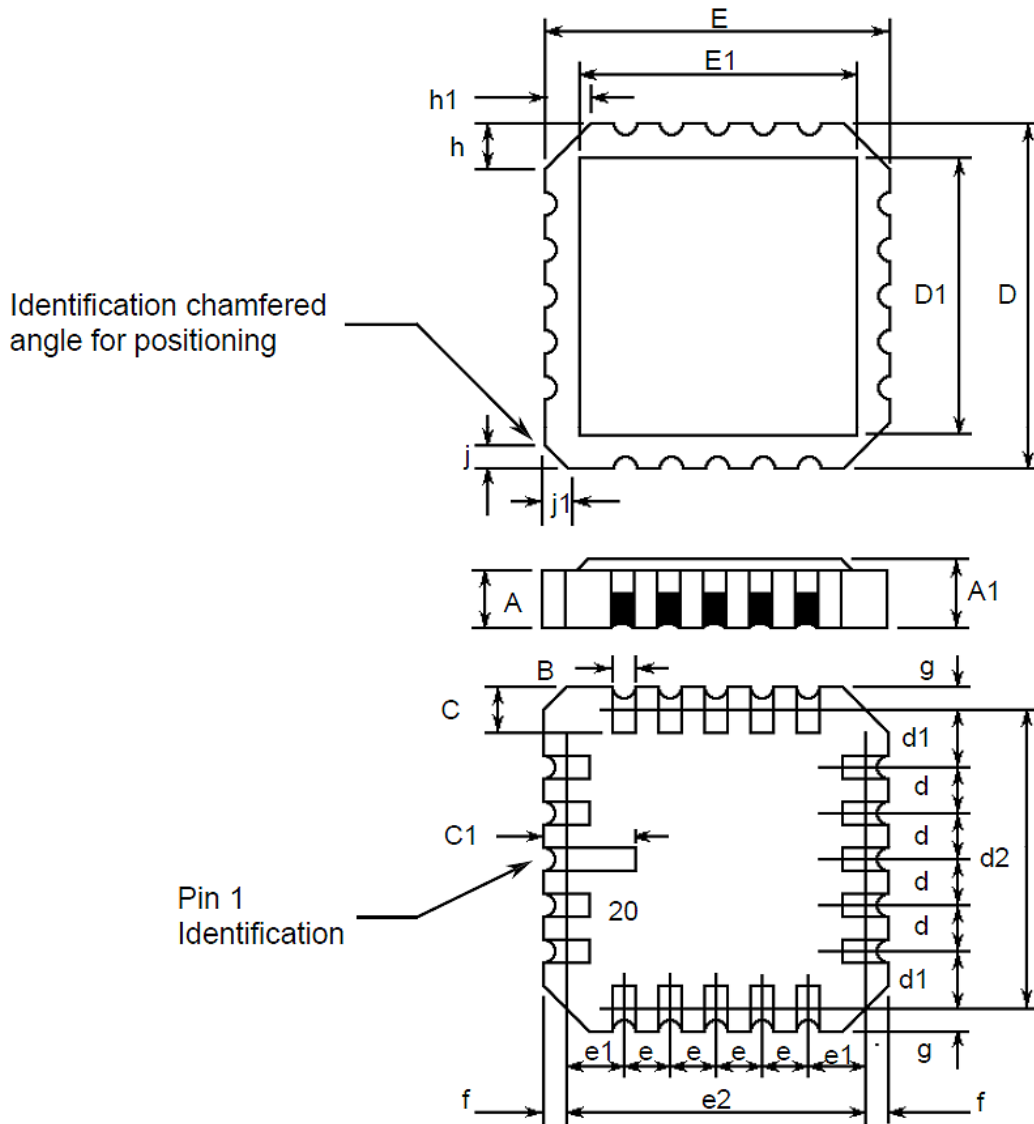 E
E1
h1
h
D1
D
Identification chamfered
angle for positioning
j
j1
A
A1
B
g
C
d1
d
C1
d
d2
Pin 1
Identification
20
d
d
d1
e1 e e e e e1
g
f
e2
f